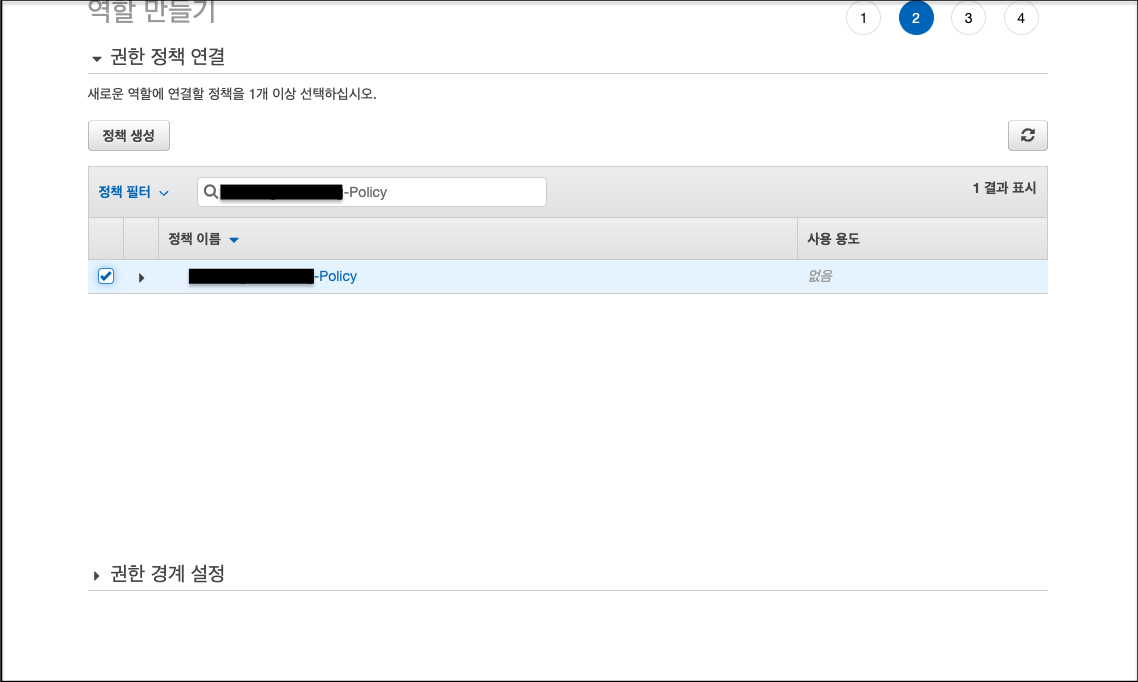 역할 만들기
1 2 3 4
권한 정책 연결
새로운 역할에 연결할 정책을 1개 이상 선택하십시오.
정책 생성
정책 필터 -Policy 1 결과 표시
정책 이름 사용 용도
-Policy 없음
권한 경계 설정